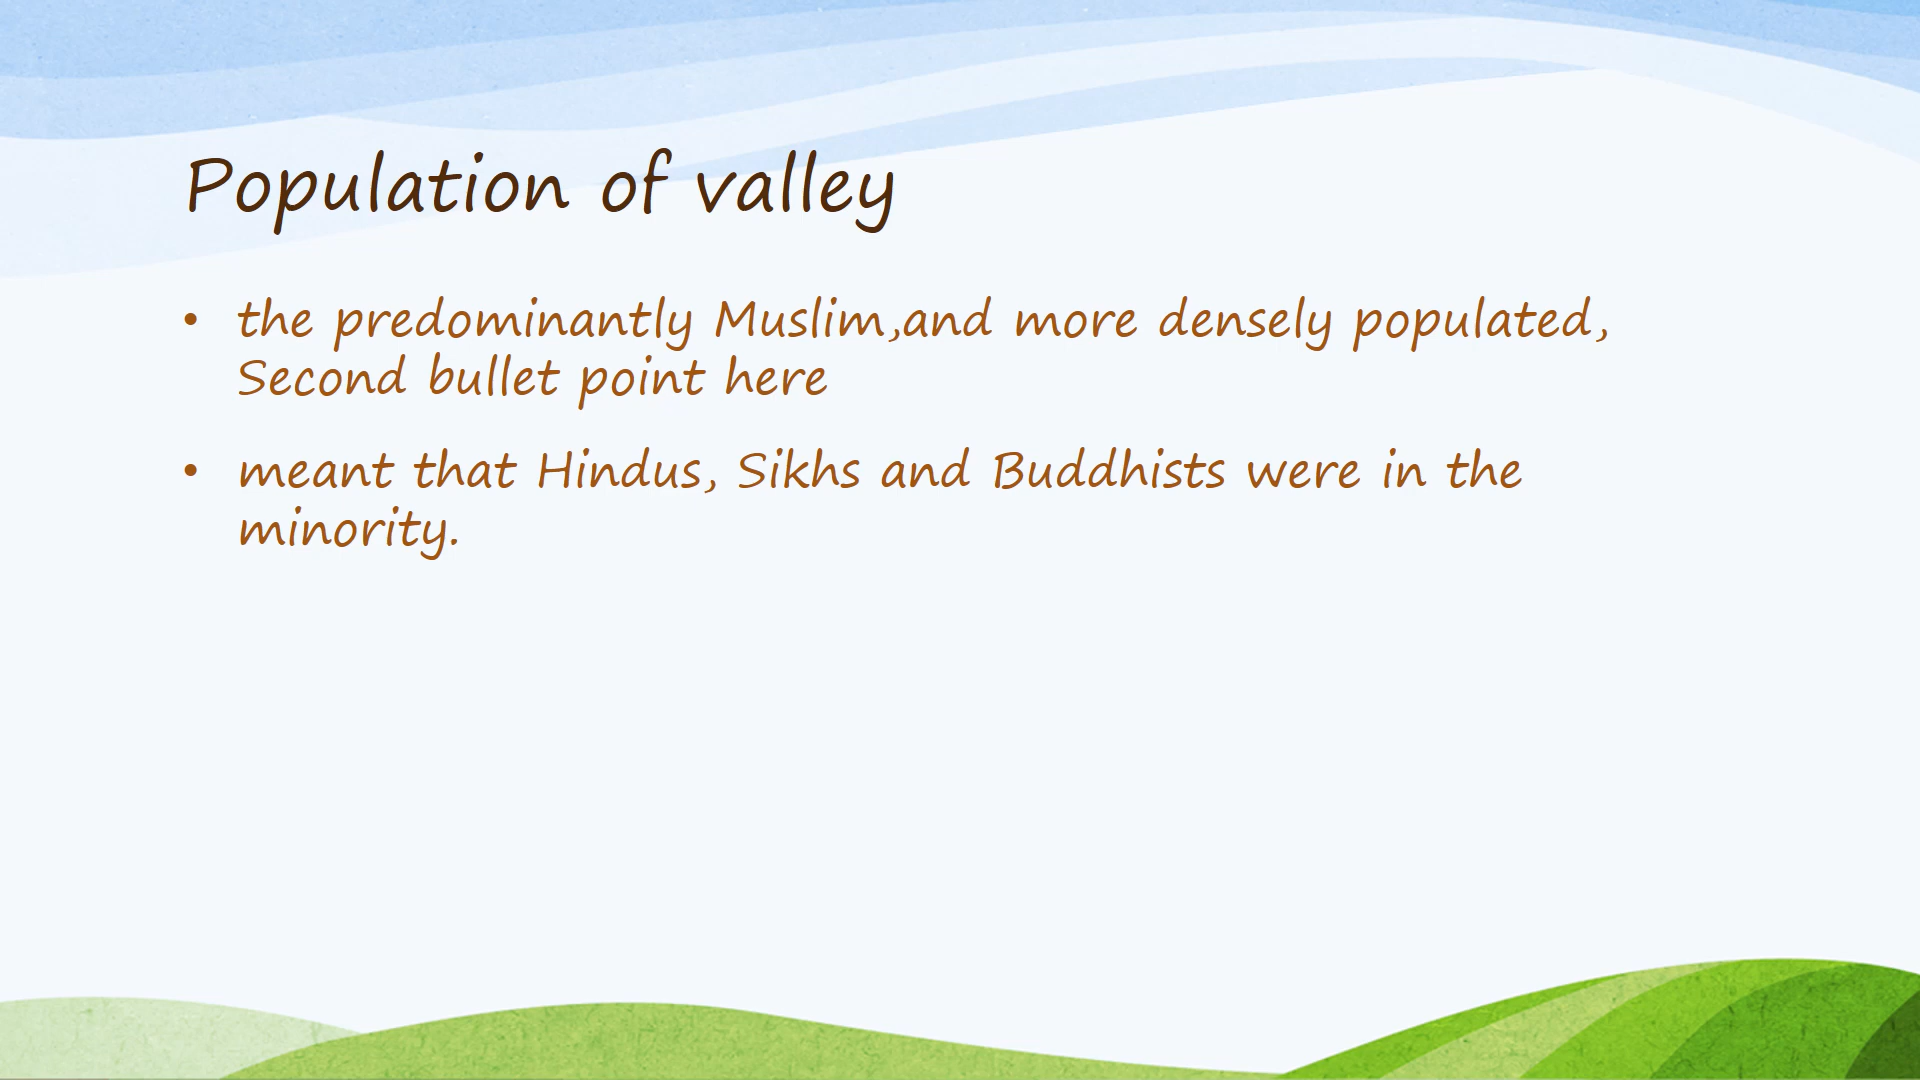 Population of valley
• the predominantly Muslim,and more densely populated,
Second bullet point here
• meant that Hindus, Sikhs and Buddhists were in the
minority.